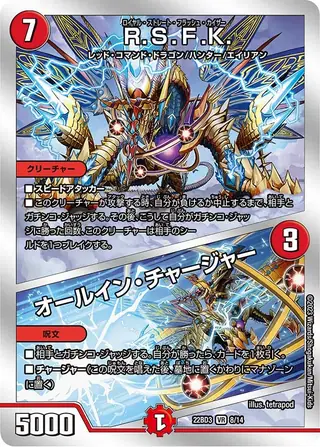 7
ロイヤル・ストレート・フラッシュ・カイザー
R.S.F.K.
レッド・コマンド・ドラゴン/ハンター/エイリアン
クリーチャー
■スピードアタッカー
■このクリーチャーが攻撃する時、自分が負けるか中止するまで、相手と
ガチンコ・ジャッジする。この後、こうして自分がガチンコ・ジャッ
ジに勝った回数、このクリーチャーは相手のシー
ルドを1つブレイクする。
3
オールイン・チャージャー
呪文
■相手とガチンコ・ジャッジする。自分が勝ったら、カードを1枚引く。
■チャージャー(この呪文を唱えた後、墓地に置くかわりにマナゾーン
に置く)
illus. tetrapod
5000
1
22BD3 VR 8/14